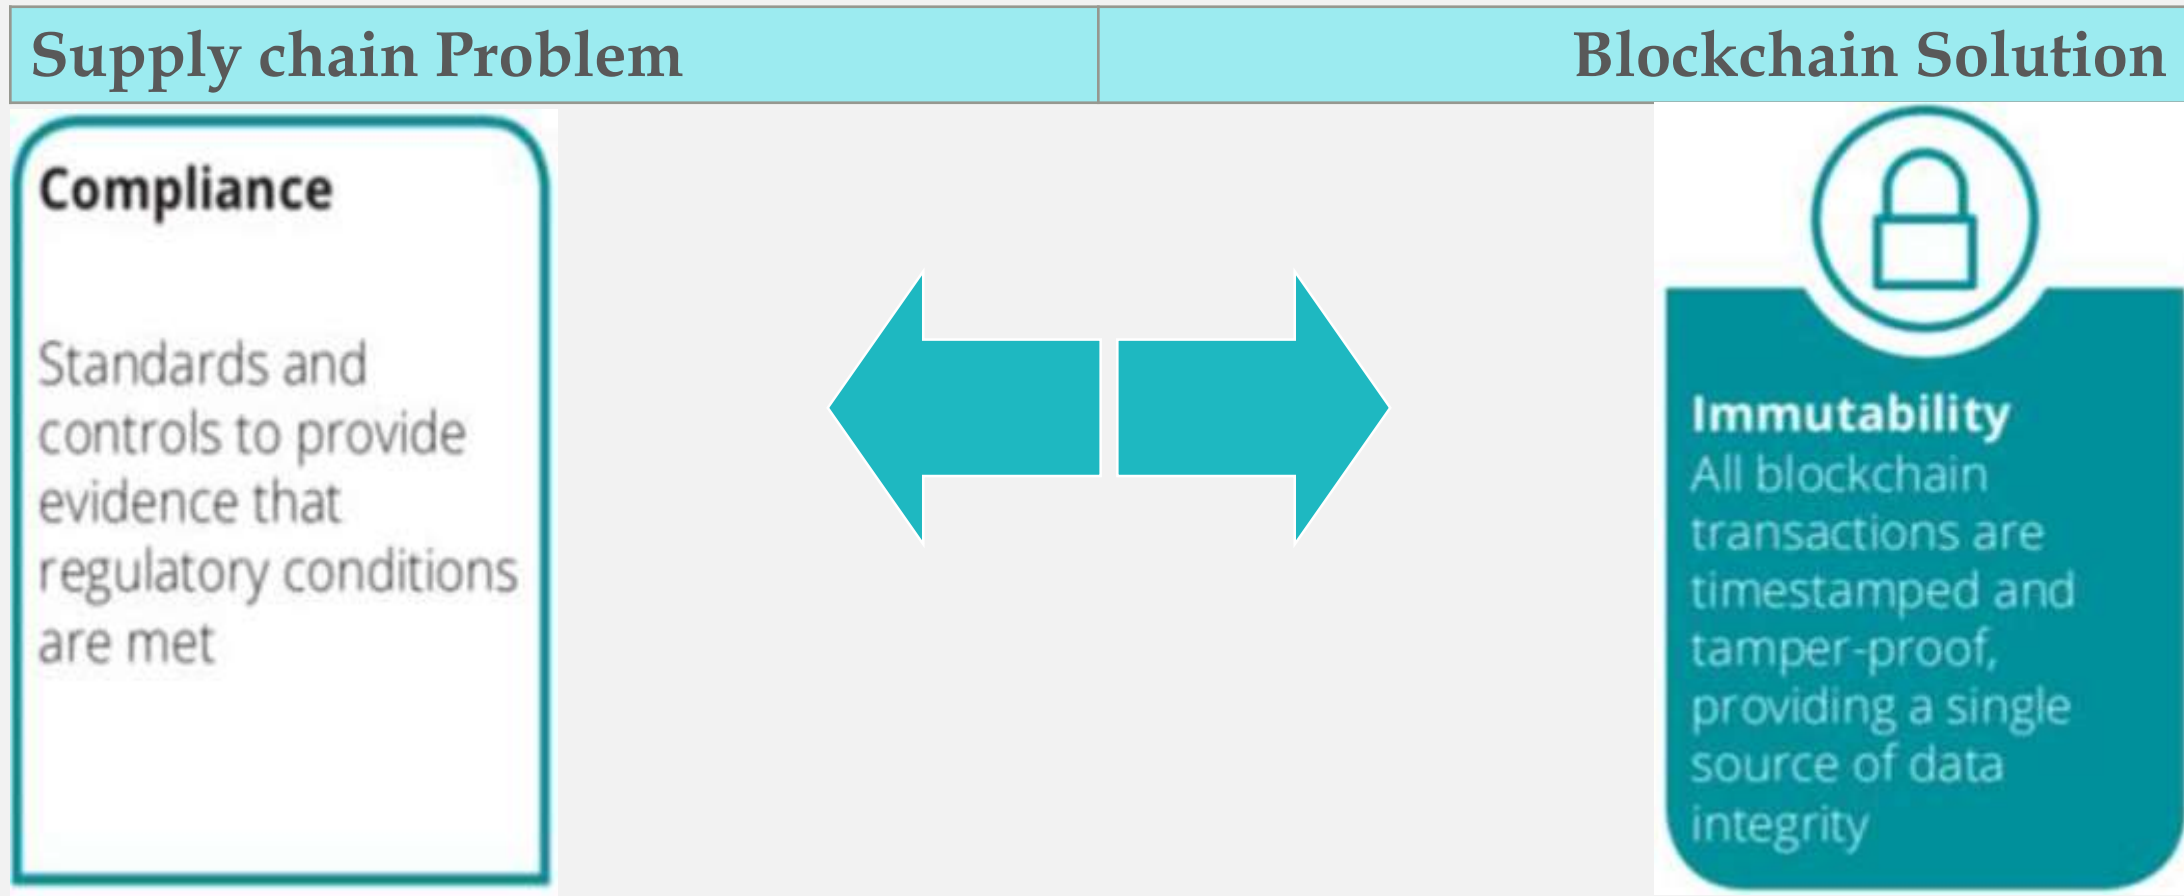 Supply chain Problem
Blockchain Solution
Compliance
Standards and
controls to provide
evidence that
regulatory conditions
are met
Immutability
All blockchain
transactions are
timestamped and
tamper-proof,
providing a single
source of data
integrity